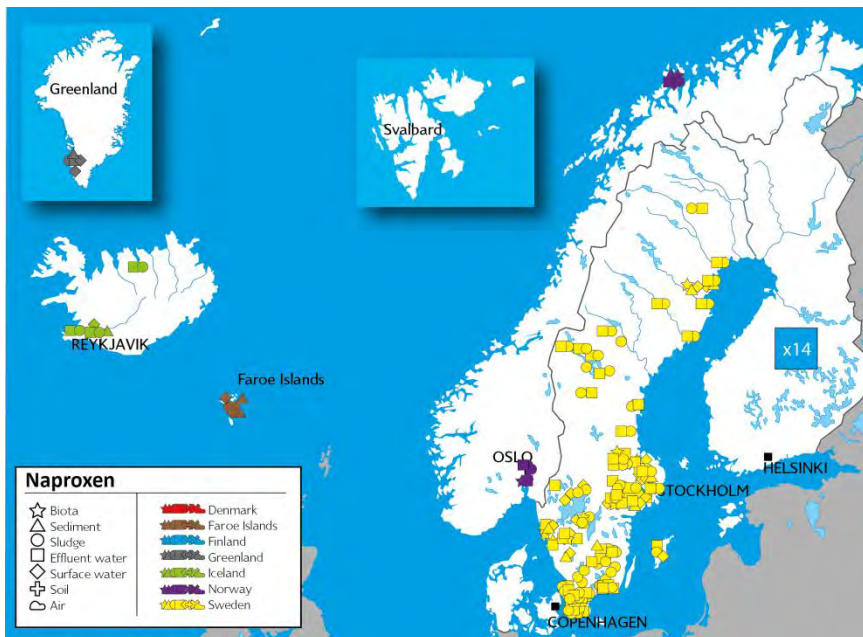 Greenland
Svalbard
REYKJAVIK
Faroe Islands
x14
OSLO
HELSINKI
STOCKHOLM
COPENHAGEN
Naproxen
Biota
Sediment
Sludge
Effluent water
Surface water
Soil
Air
Denmark
Faroe Islands
Finland
Greenland
Iceland
Norway
Sweden